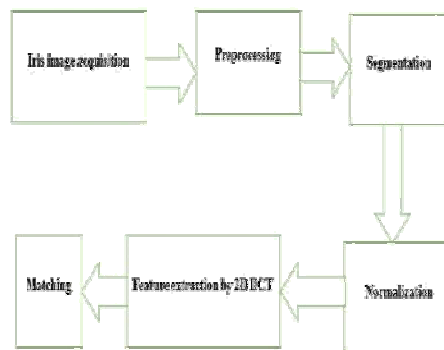 Iris image acquisition
Preprocessing
Segmentation
Normalization
Feature extraction by 2D DCT
Matching